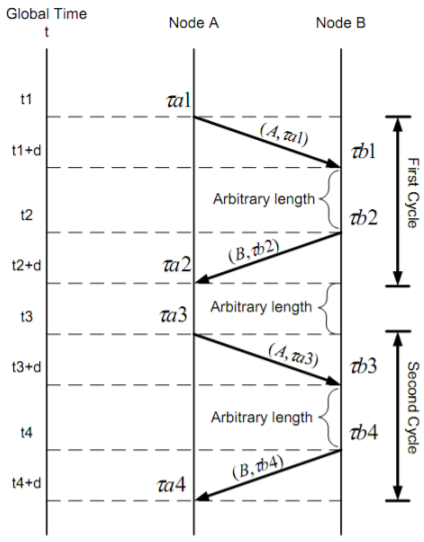 Global Time
t
Node A
Node B
t1
τa1
(A, τa1)
t1+d
τb1
Arbitrary length
First Cycle
t2
τb2
(B, τb2)
t2+d
τa2
Arbitrary length
t3
τa3
(A, τa3)
t3+d
τb3
Arbitrary length
Second Cycle
t4
τb4
(B, τb4)
t4+d
τa4